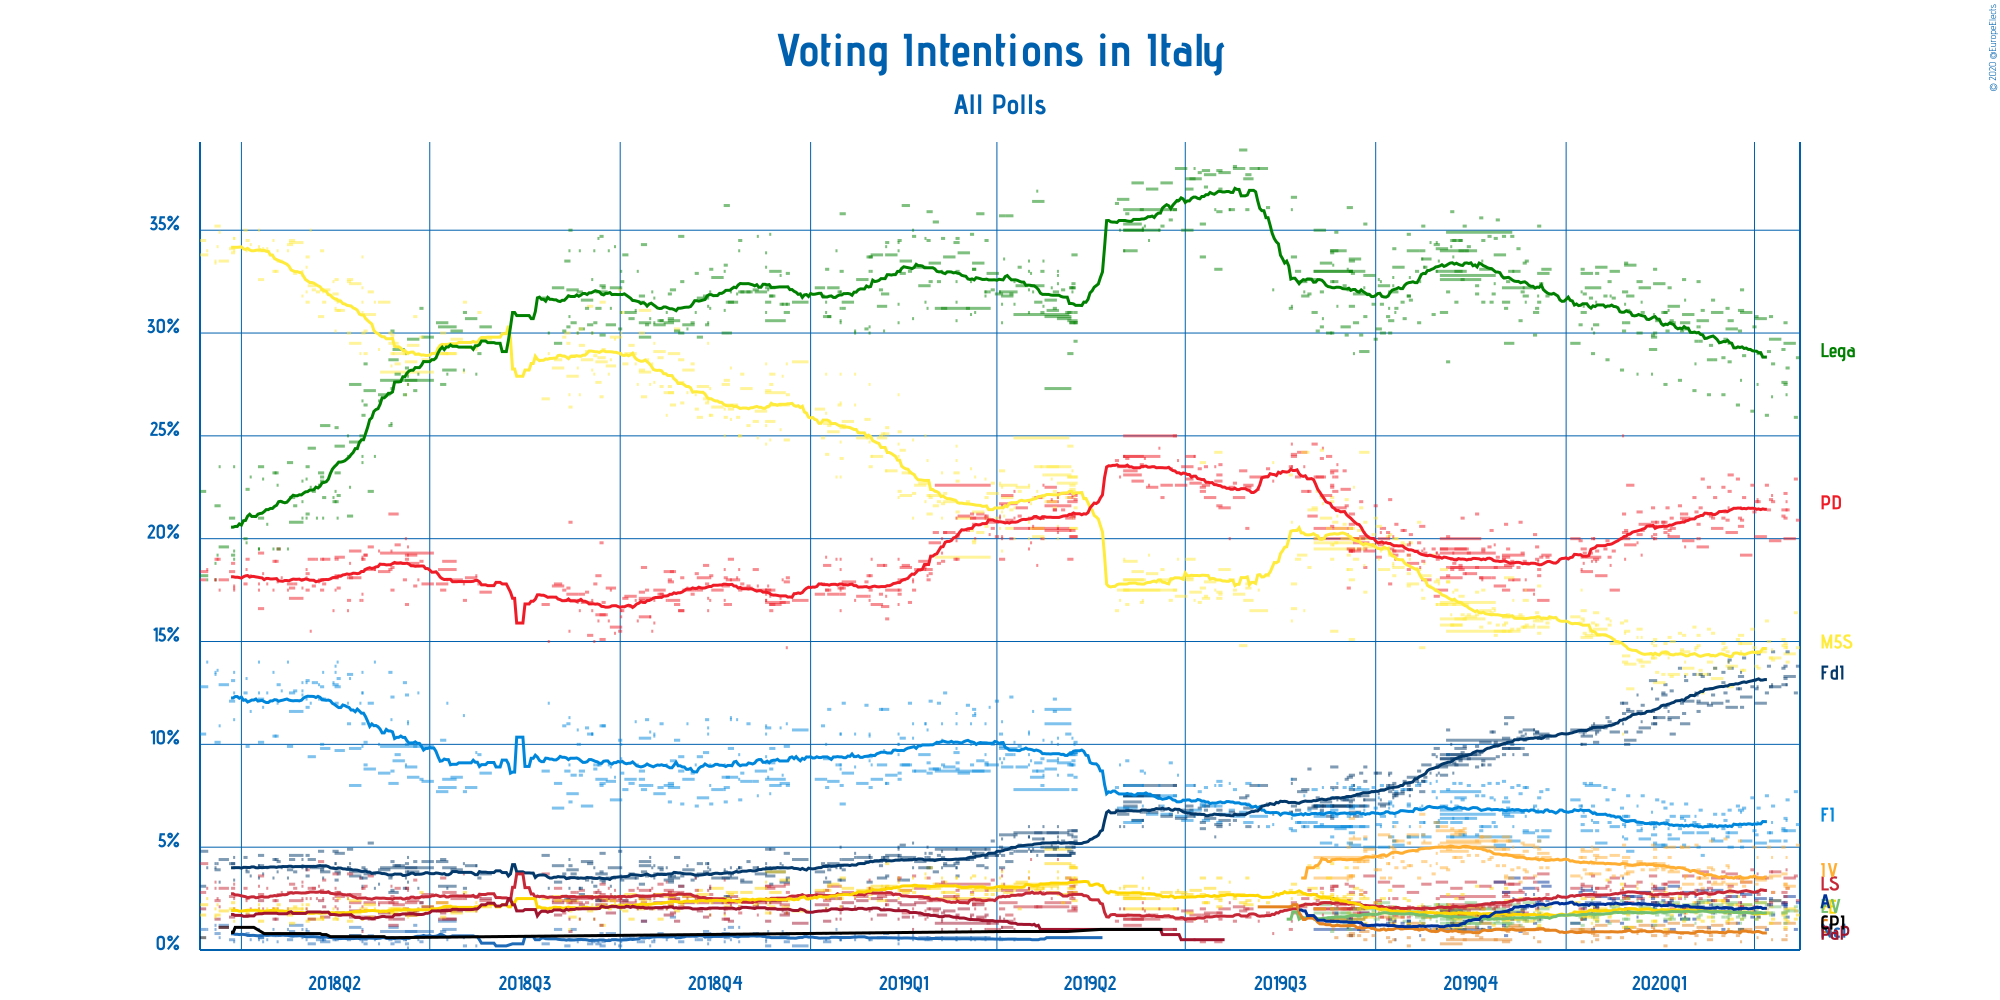 © 2020 @EuropeElects
Voting Intentions in Italy
All Polls
35%
30%
25%
20%
15%
10%
5%
0%
Lega
PD
M5S
FdI
FI
IV
LS
A
2018Q2
2018Q3
2018Q4
2019Q1
2019Q2
2019Q3
2019Q4
2020Q1